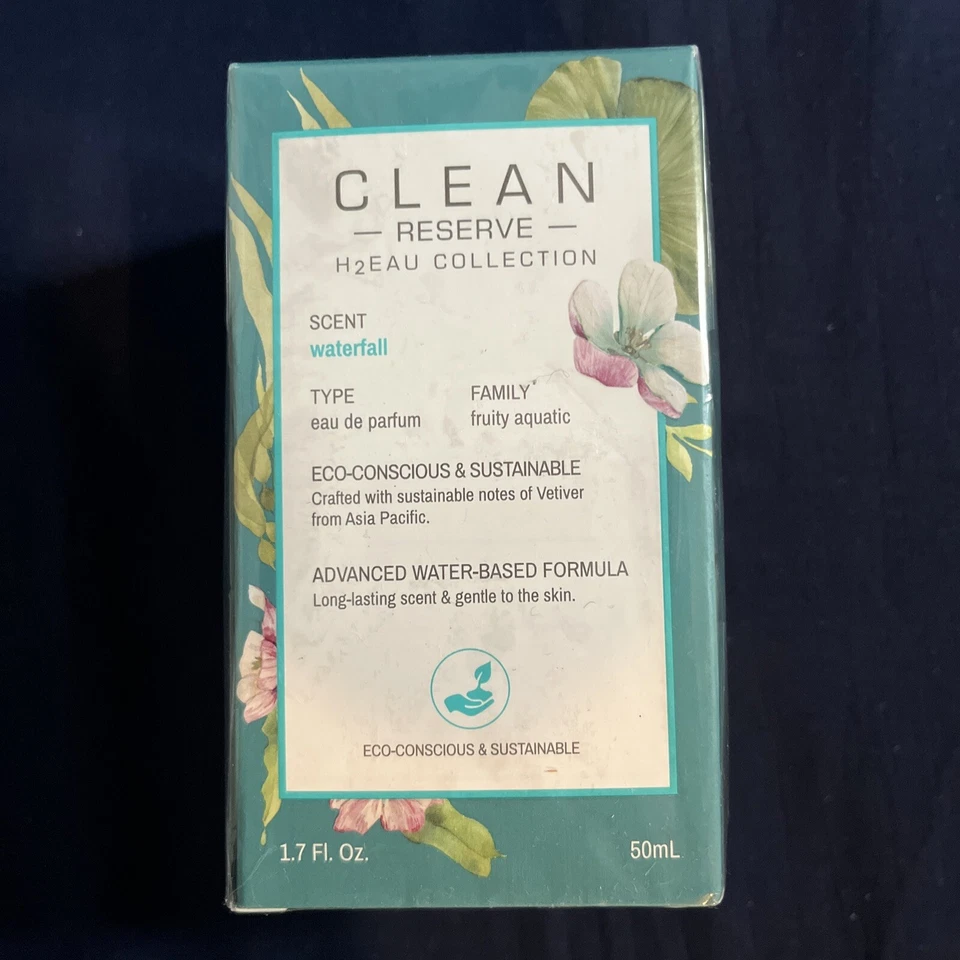 CLEAN
— RESERVE —
H2EAU COLLECTION
SCENT
waterfall
TYPE
eau de parfum
FAMILY
fruity aquatic
ECO-CONSCIOUS & SUSTAINABLE
Crafted with sustainable notes of Vetiver
from Asia Pacific.
ADVANCED WATER-BASED FORMULA
Long-lasting scent & gentle to the skin.
ECO-CONSCIOUS & SUSTAINABLE
1.7 Fl. Oz.
50mL